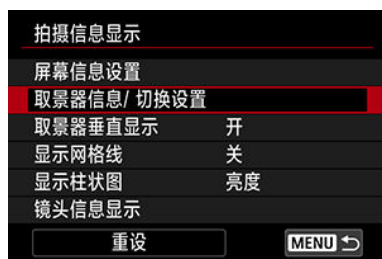 拍摄信息显示
屏幕信息设置
取景器信息/ 切换设置
取景器垂直显示 开
显示网格线 关
显示柱状图 亮度
镜头信息显示
重设 MENU